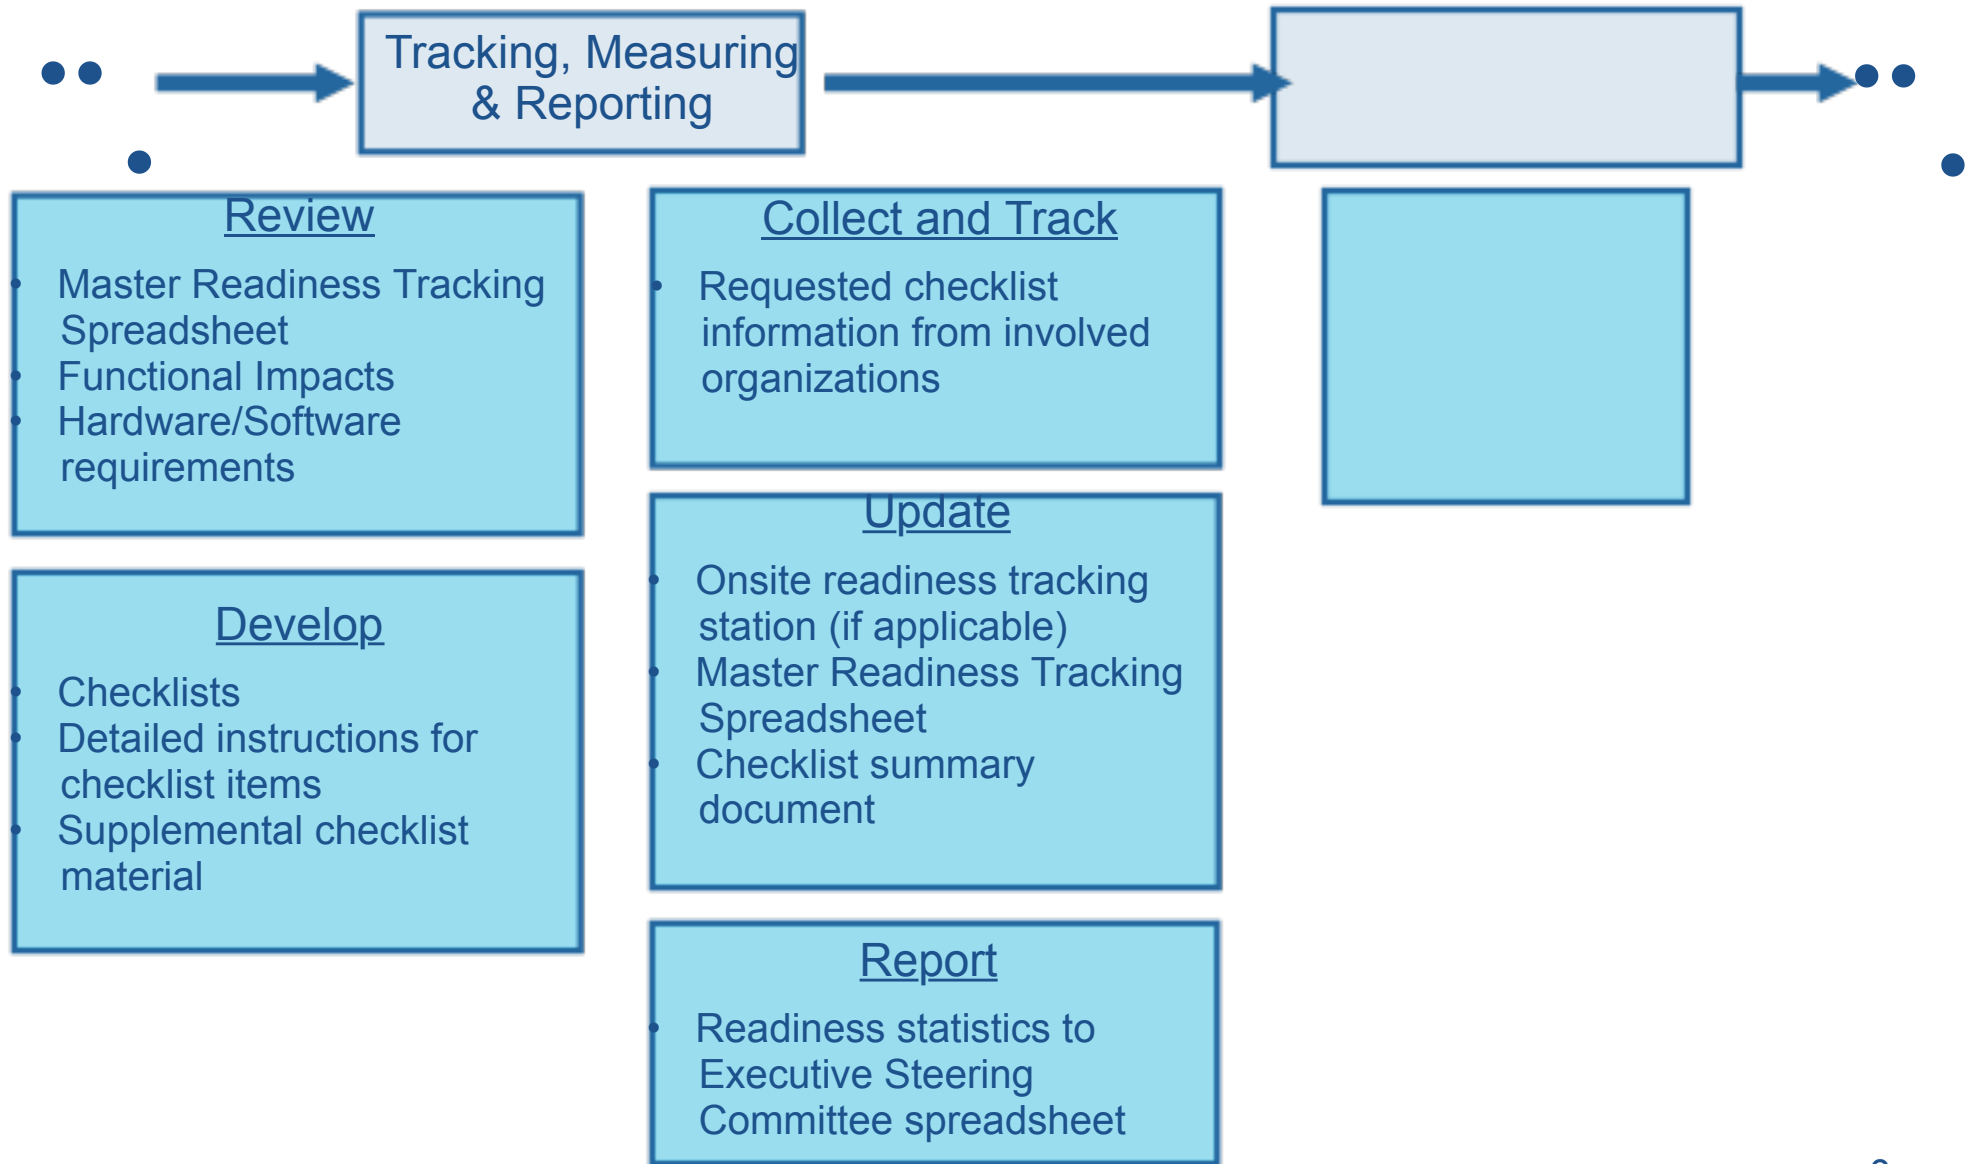 Tracking, Measuring
& Reporting
Review
• Master Readiness Tracking
Spreadsheet
• Functional Impacts
• Hardware/Software
requirements
Develop
• Checklists
• Detailed instructions for
checklist items
• Supplemental checklist
material
Collect and Track
• Requested checklist
information from involved
organizations
Update
• Onsite readiness tracking
station (if applicable)
• Master Readiness Tracking
Spreadsheet
• Checklist summary
document
Report
• Readiness statistics to
Executive Steering
Committee spreadsheet